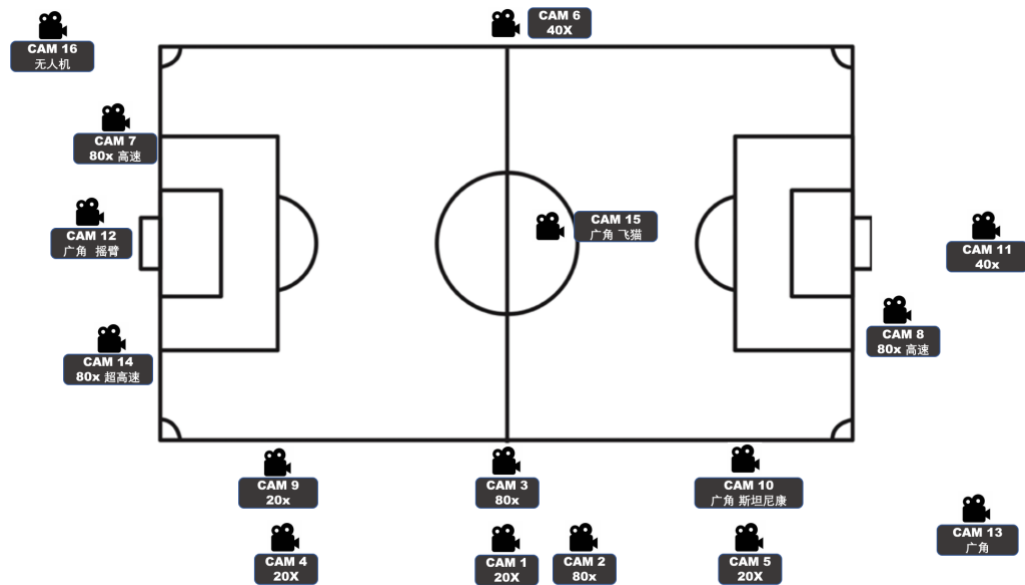 CAM 6
40X
CAM 16
无人机
CAM 7
80x 高速
CAM 12
广角 摇臂
CAM 15
广角 飞猫
CAM 11
40x
CAM 8
80x 高速
CAM 14
80x 超高速
CAM 9
20x
CAM 3
80x
CAM 10
广角 斯坦尼康
CAM 13
广角
CAM 4
20X
CAM 1
20X
CAM 2
80x
CAM 5
20X